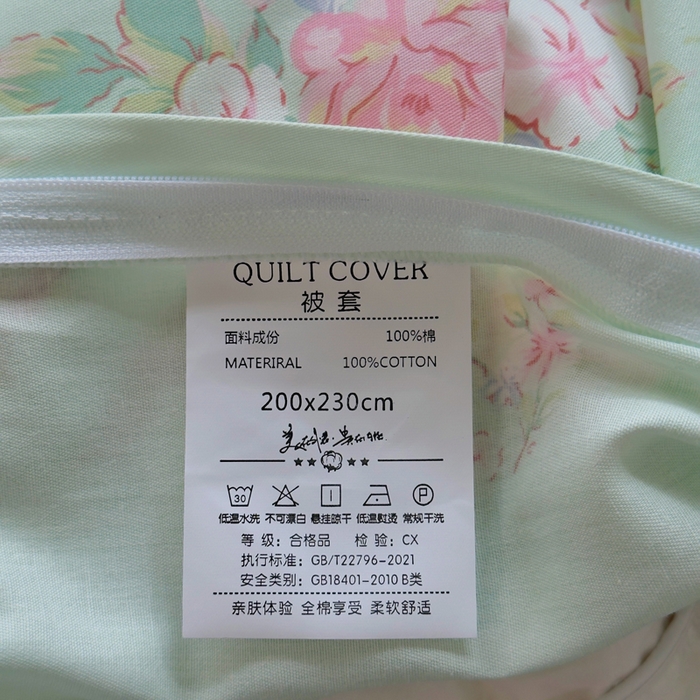 QUILT COVER
被套
面料成份 100%棉
MATERIRAL 100%COTTON
200x230cm
30
低温水洗 不可漂白 悬挂晾干 低温熨烫 常规干洗
等 级：合格品 检 验：CX
执行标准：GB/T22796-2021
安全类别：GB18401-2010 B类
亲肤体验 全棉享受 柔软舒适